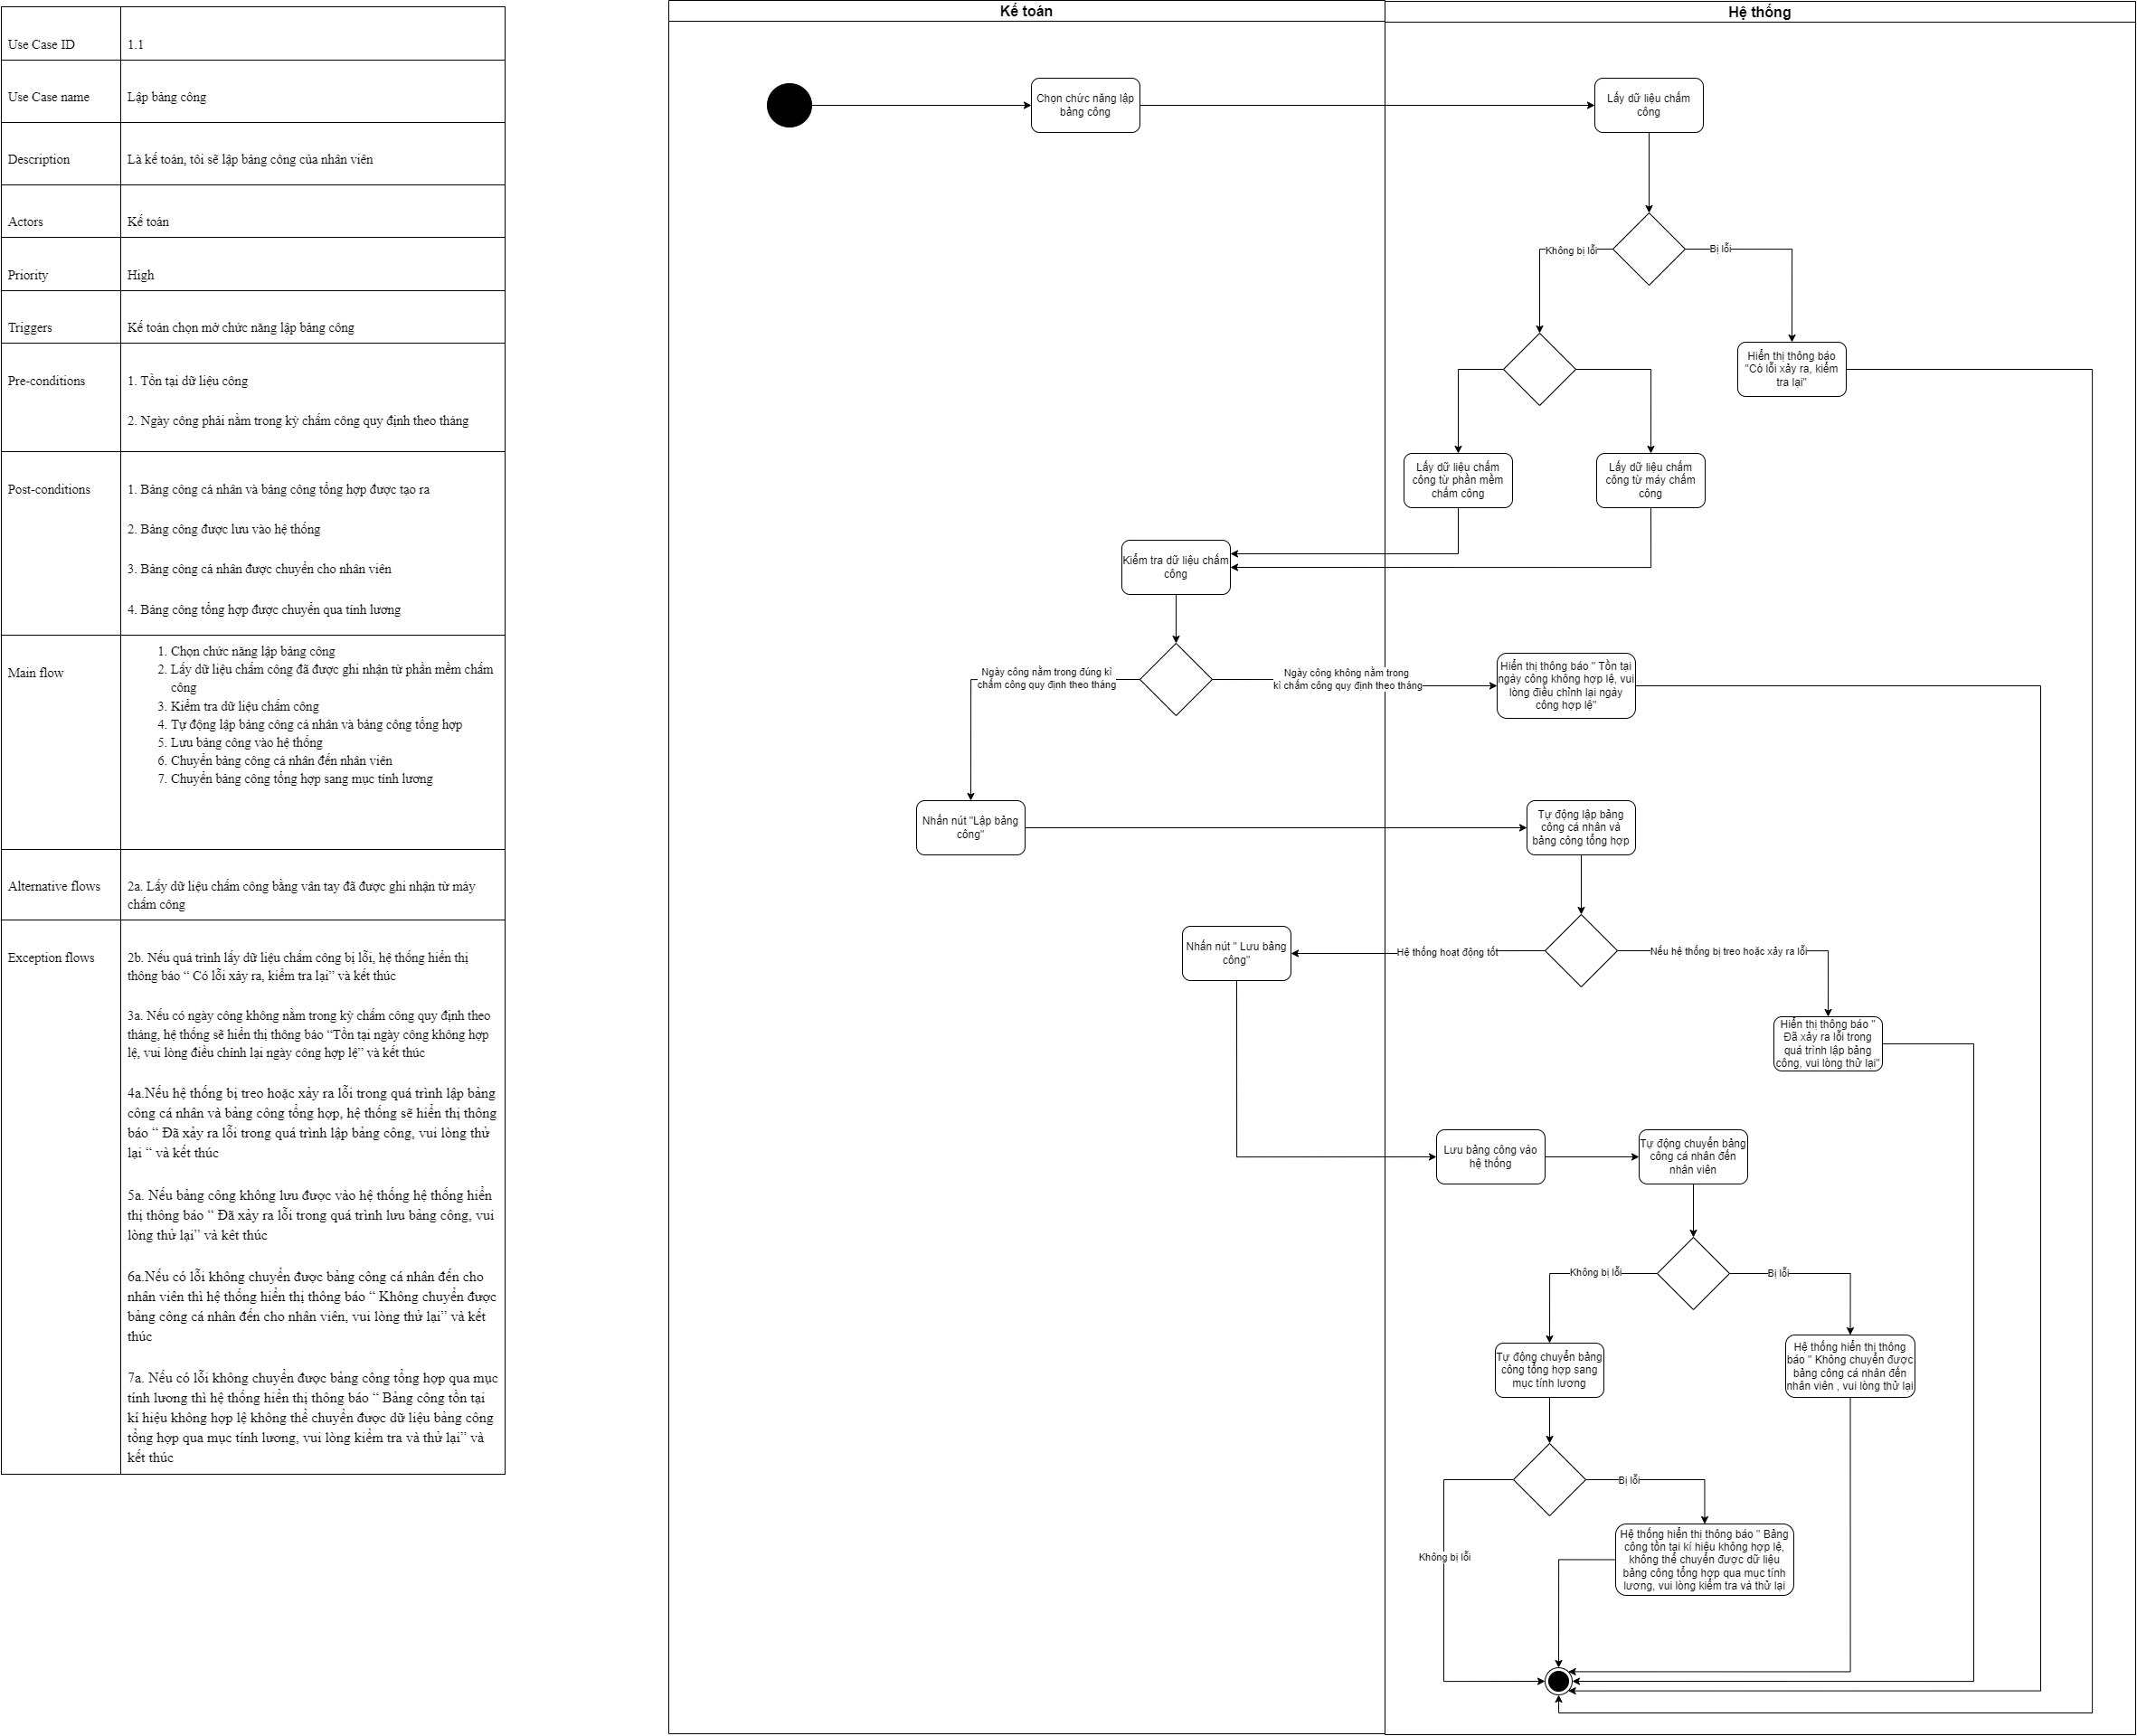 Use Case ID
1.1
Use Case name
Lập bảng công
Description
Là kế toán, tôi sẽ lập bảng công của nhân viên
Actors
Kế toán
Priority
High
Triggers
Kế toán chọn mở chức năng lập bảng công
Pre-conditions
1. Tồn tại dữ liệu công
2. Ngày công phải nằm trong kỳ chấm công quy định theo tháng
Post-conditions
1. Bảng công cá nhân và bảng công tổng hợp được tạo ra
2. Bảng công được lưu vào hệ thống
3. Bảng công cá nhân được chuyển cho nhân viên
4. Bảng công tổng hợp được chuyển qua tính lương
Main flow
1. Chọn chức năng lập bảng công
2. Lấy dữ liệu chấm công đã được ghi nhận từ phần mềm chấm
công
3. Kiểm tra dữ liệu chấm công
4. Tự động lập bảng công cá nhân và bảng công tổng hợp
5. Lưu bảng công vào hệ thống
6. Chuyển bảng công cá nhân đến nhân viên
7. Chuyển bảng công tổng hợp sang mục tính lương
Alternative flows
2a. Lấy dữ liệu chấm công bằng vân tay đã được ghi nhận từ máy
chấm công
Exception flows
2b. Nếu quá trình lấy dữ liệu chấm công bị lỗi, hệ thống hiển thị
thông báo “ Có lỗi xảy ra, kiểm tra lại” và kết thúc
3a. Nếu có ngày công không nằm trong kỳ chấm công quy định theo
tháng, hệ thống sẽ hiển thị thông báo “Tồn tại ngày công không hợp
lệ, vui lòng điều chỉnh lại ngày công hợp lệ” và kết thúc
4a.Nếu hệ thống bị treo hoặc xảy ra lỗi trong quá trình lập bảng
công cá nhân và bảng công tổng hợp, hệ thống sẽ hiển thị thông
báo “ Đã xảy ra lỗi trong quá trình lập bảng công, vui lòng thử
lại “ và kết thúc
5a. Nếu bảng công không lưu được vào hệ thống hệ thống hiển
thị thông báo “ Đã xảy ra lỗi trong quá trình lưu bảng công, vui
lòng thử lại” và kêt thúc
6a.Nếu có lỗi không chuyển được bảng công cá nhân đến cho
nhân viên thì hệ thống hiển thị thông báo “ Không chuyển được
bảng công cá nhân đến cho nhân viên, vui lòng thử lại” và kết
thúc
7a. Nếu có lỗi không chuyển được bảng công tổng hợp qua mục
tính lương thì hệ thống hiển thị thông báo “ Bảng công tồn tại
kí hiệu không hợp lệ không thể chuyển được dữ liệu bảng công
tổng hợp qua mục tính lương, vui lòng kiểm tra và thử lại” và
kết thúc
Kế toán
Hệ thống
Chọn chức năng lập
bảng công
Lấy dữ liệu chấm
công
Không bị lỗi
Bị lỗi
Hiển thị thông báo
"Có lỗi xảy ra, kiểm
tra lại"
Lấy dữ liệu chấm
công từ phần mềm
chấm công
Lấy dữ liệu chấm
công từ máy chấm
công
Kiểm tra dữ liệu chấm
công
Ngày công nằm trong đúng kì
chấm công quy định theo tháng
Ngày công không nằm trong
kì chấm công quy định theo tháng
Hiển thị thông báo " Tồn tại
ngày công không hợp lệ, vui
lòng điều chỉnh lại ngày
công hợp lệ"
Nhấn nút "Lập bảng
công"
Tự động lập bảng
công cá nhân và
bảng công tổng hợp
Hệ thống hoạt động tốt
Nếu hệ thống bị treo hoặc xảy ra lỗi
Nhấn nút " Lưu bảng
công"
Hiển thị thông báo "
Đã xảy ra lỗi trong
quá trình lập bảng
công, vui lòng thử lại"
Lưu bảng công vào
hệ thống
Tự động chuyển bảng
công cá nhân đến
nhân viên
Không bị lỗi
Bị lỗi
Tự động chuyển bảng
công tổng hợp sang
mục tính lương
Hệ thống hiển thị thông
báo " Không chuyển được
bảng công cá nhân đến
nhân viên , vui lòng thử lại
Bị lỗi
Không bị lỗi
Hệ thống hiển thị thông báo " Bảng
công tồn tại kí hiệu không hợp lệ,
không thể chuyển được dữ liệu
bảng công tổng hợp qua mục tính
lương, vui lòng kiểm tra và thử lại